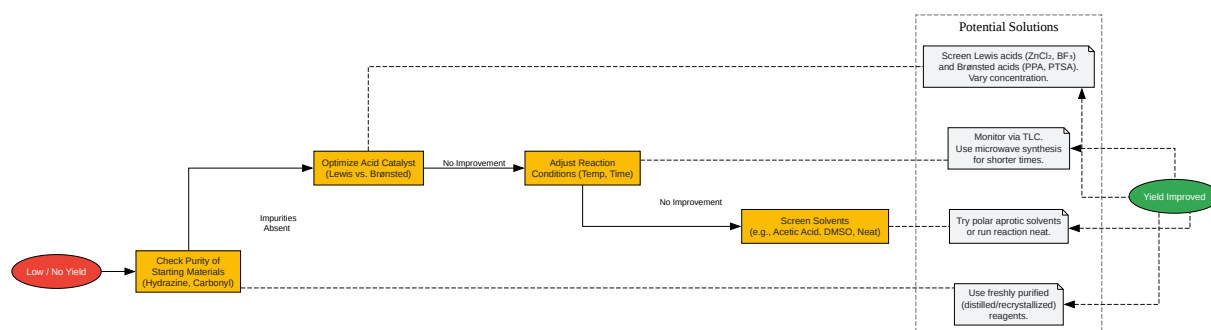 Potential Solutions
Screen Lewis acids (ZnCl₂, BF₃)
and Brønsted acids (PPA, PTSA).
Vary concentration.
Optimize Acid Catalyst
(Lewis vs. Brønsted)
No Improvement
Adjust Reaction
Conditions (Temp, Time)
Monitor via TLC.
Use microwave synthesis
for shorter times.
Yield Improved
No Improvement
Impurities
Absent
Screen Solvents
(e.g., Acetic Acid, DMSO, Neat)
Try polar aprotic solvents
or run reaction neat.
Low / No Yield
Check Purity of
Starting Materials
(Hydrazine, Carbonyl)
Use freshly purified
(distilled/recrystallized)
reagents.